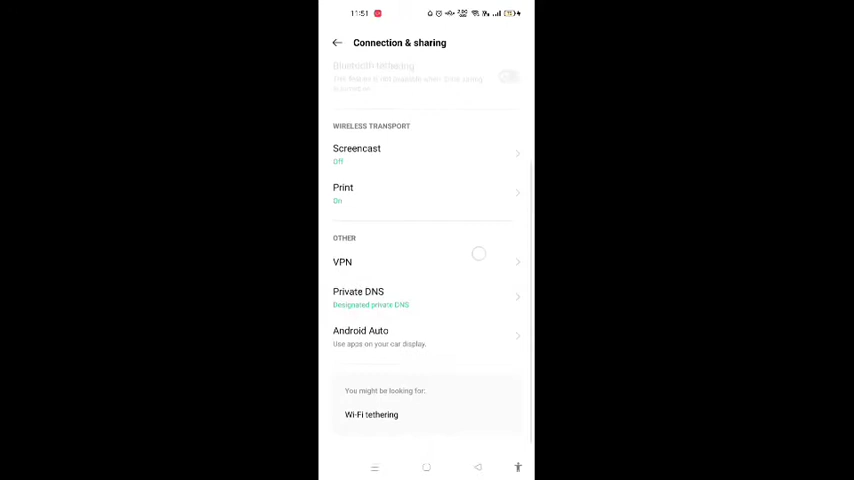 11:51
Connection & sharing
Bluetooth tethering
WIRELESS TRANSPORT
Screencast
Off
Print
On
OTHER
VPN
Private DNS
Designated private DNS
Android Auto
Use apps on your car display.
You might be looking for:
Wi-Fi tethering